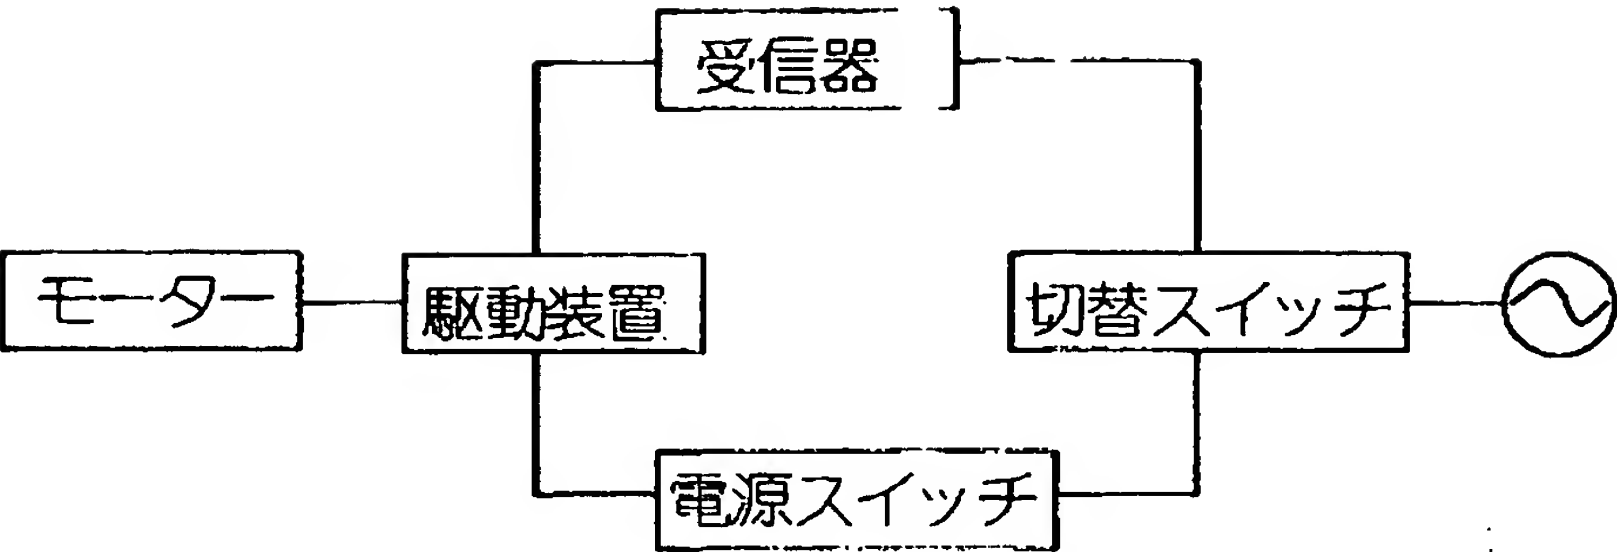 受信器
モーター
駆動装置
切替スイッチ
電源スイッチ